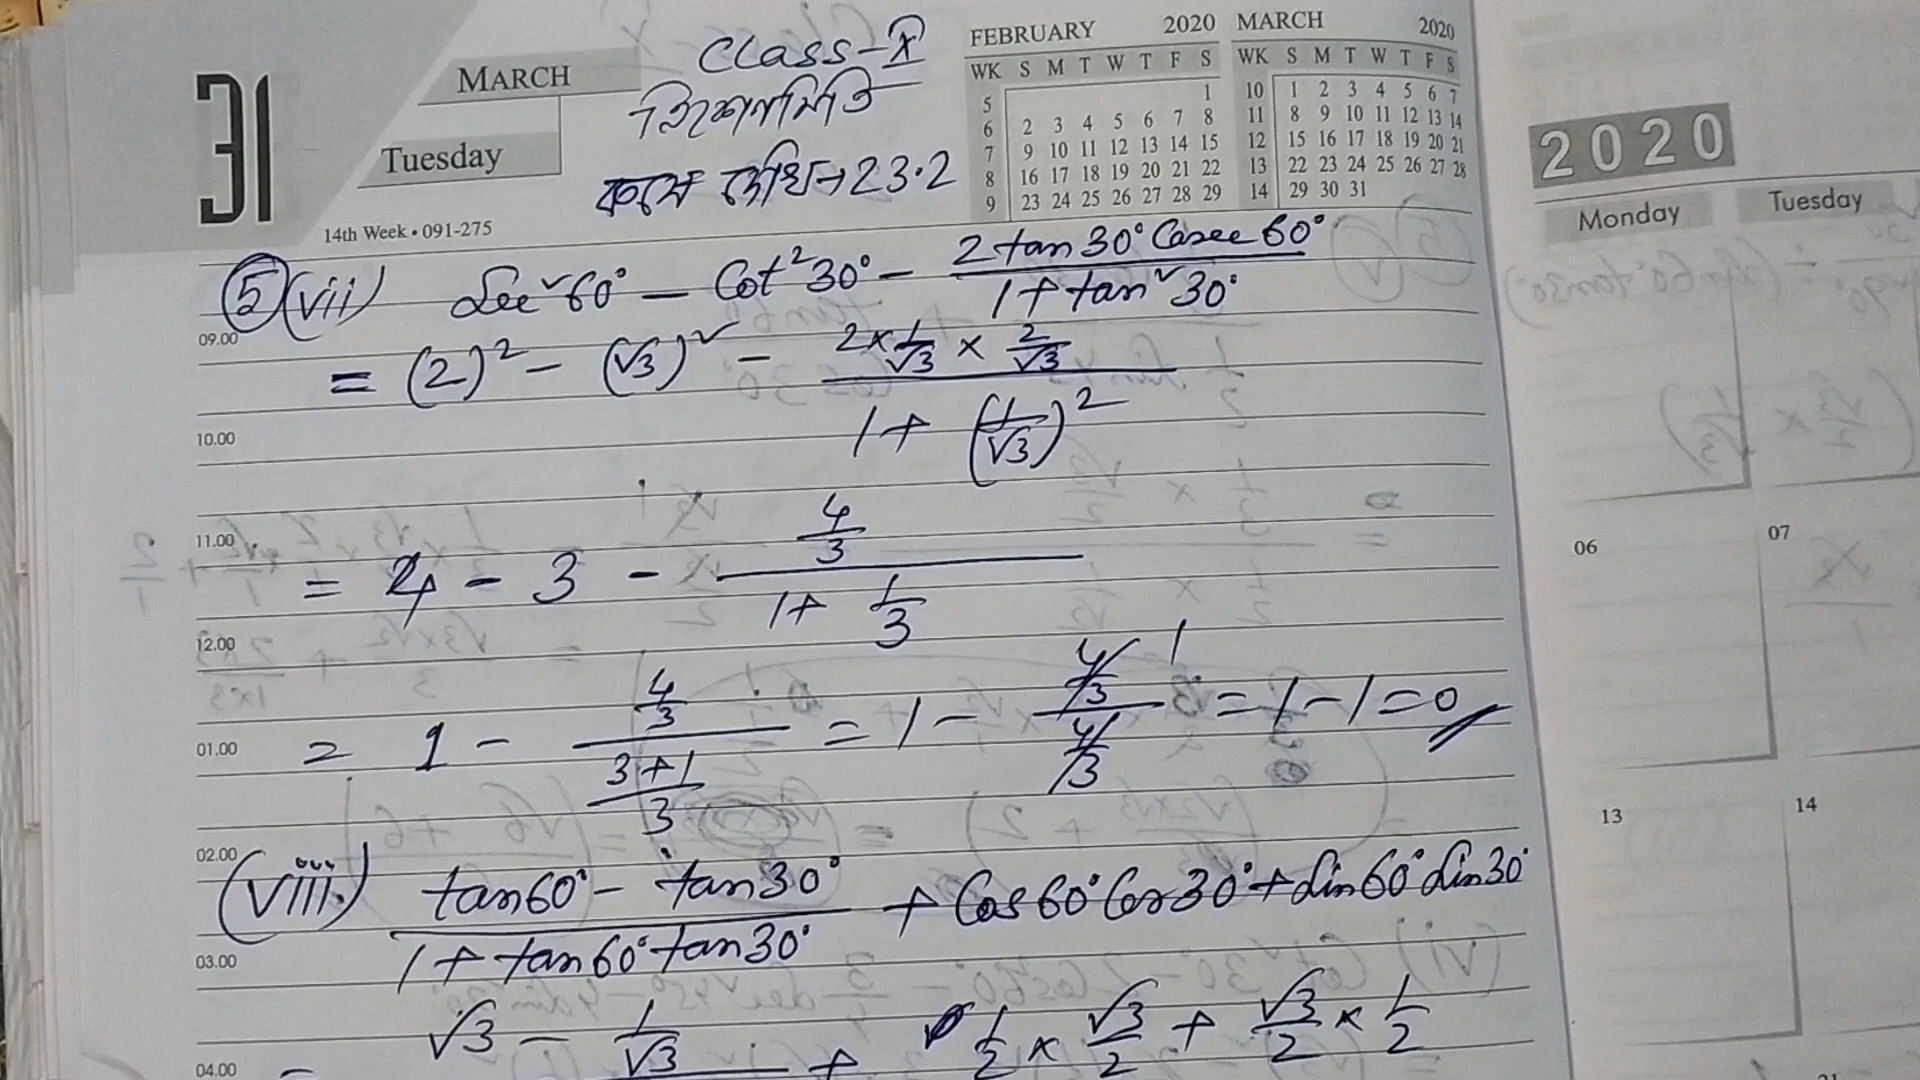 31
MARCH
Tuesday
14th Week • 091-275
Class-X
ত্রিকোণমিতি
কষে দেখি→23.2
FEBRUARY 2020
WK S M T W T F S
5 1
6 2 3 4 5 6 7 8
7 9 10 11 12 13 14 15
8 16 17 18 19 20 21 22
9 23 24 25 26 27 28 29
MARCH 2020
WK S M T W T F S
10 1 2 3 4 5 6 7
11 8 9 10 11 12 13 14
12 15 16 17 18 19 20 21
13 22 23 24 25 26 27 28
14 29 30 31
2020
Monday Tuesday
5 (vii) Sec²60° - Cot²30° - 2tan30° Cosec60° / 1+tan²30°
09.00
= (2)² - (√3)² - 2×1/√3 × 2/√3 / 1+(1/√3)²
10.00
11.00
= 4 - 3 - 4/3 / 1+1/3
12.00
= 1 - 4/3 / 3+1/3 = 1 - 4/3 / 4/3 = 1-1=0
01.00
02.00
(viii) tan60° - tan30° / 1+tan60° tan30° + Cos60° Cos30° + Sin60° Sin30°
03.00
√3 - 1/√3 + 1/2 × √3/2 + √3/2 × 1/2
04.00 =
06 07
13 14
21